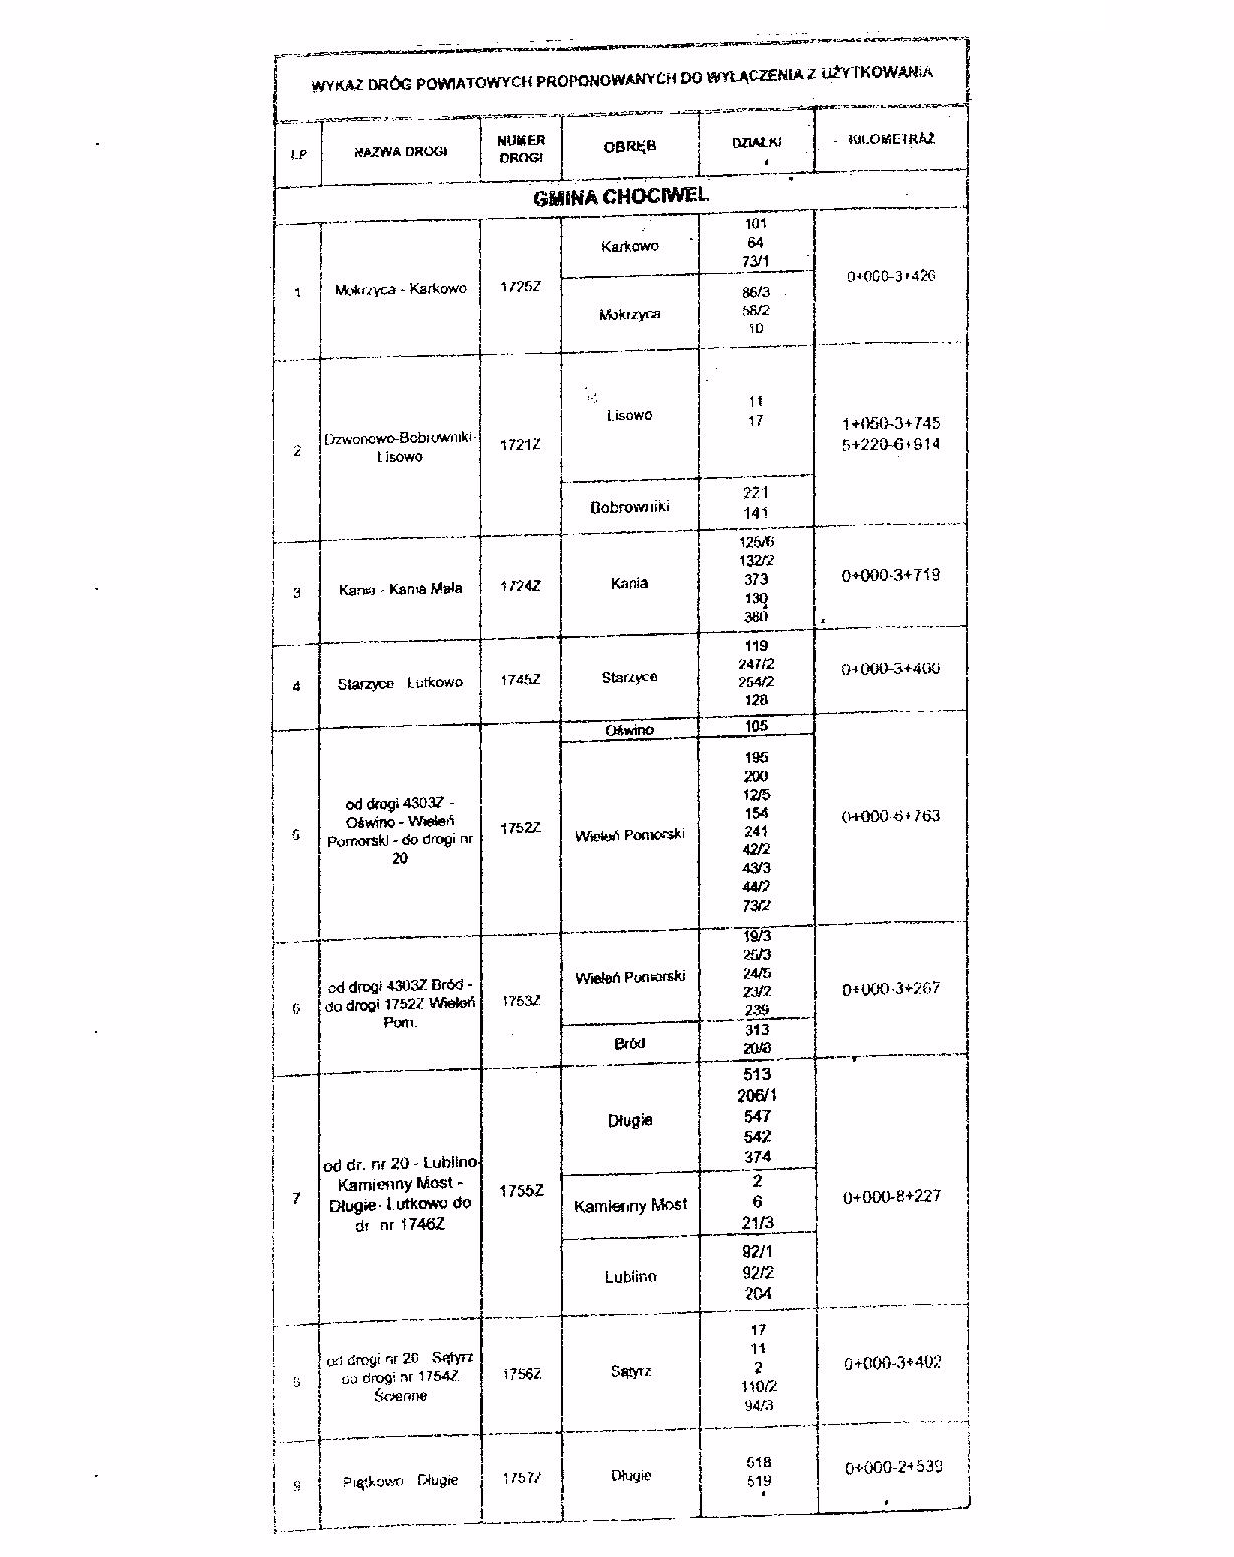 WYKAZ DRÓG POWIATOWYCH PROPONOWANYCH DO WYŁĄCZENIA Z UŻYTKOWANIA
LP NAZWA DROGI NUMER DROGI OBRĘB DZIAŁKI KILOMETRAŻ
GMINA CHOCIWEL
1 Mokrzyca - Karkowo 1725Z 0+000-3+426
Karkowo
101
64
73/1
Mokrzyca
86/3
58/2
10
2 Dzwonowo-Bobrowniki-
Lisowo
1721Z
Lisowo
11
17
1+050-3+745
5+220-6+914
Bobrowniki
221
141
3 Kania - Kania Mała 1724Z Kania
125/6
132/2
373
130
380
0+000-3+719
4 Starzyce Lutkowo 1745Z Starzyce
119
247/2
254/2
128
0+000-3+400
5 od drogi 4303Z -
Oświno - Wieleń
Pomorski - do drogi nr
20
1752Z
Oświno 105
Wieleń Pomorski
195
200
12/5
154
241
42/2
43/3
44/2
73/2
0+000-6+763
6 od drogi 4303Z Bród -
do drogi 1752Z Wieleń
Pom.
1753Z
Wieleń Pomorski
19/3
25/3
24/5
23/2
239
Bród
313
20/8
0+000-3+267
7 od dr. nr 20 - Lublino
Kamienny Most -
Długie- Lutkowo do
dr nr 1746Z
1755Z
Długie
513
206/1
547
542
374
Kamienny Most
2
6
21/3
Lublino
92/1
92/2
204
0+000-8+227
8 od drogi nr 20 Sątyrz
do drogi nr 1754Z
Ścienne
1756Z
Sątyrz
17
11
2
110/2
94/3
0+000-3+402
9 Piątkowo Długie 1757Z Długie
518
519
0+000-2+539